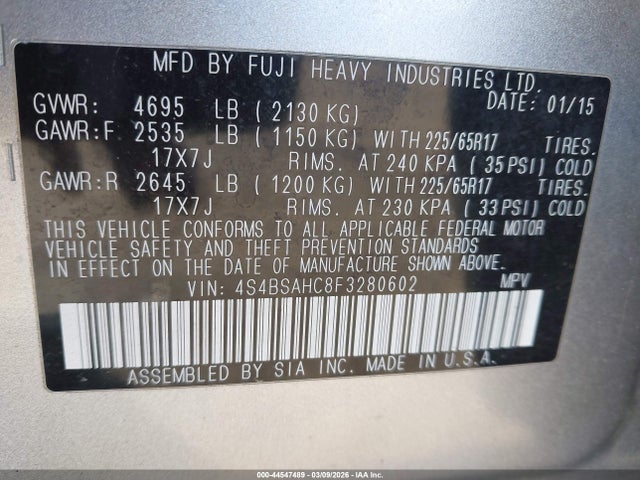 MFD BY FUJI HEAVY INDUSTRIES LTD.
DATE: 01/15
GVWR: 4695 LB ( 2130 KG)
GAWR:F 2535 LB ( 1150 KG) WITH 225/65R17 TIRES.
17X7J RIMS. AT 240 KPA ( 35 PSI) COLD
GAWR:R 2645 LB ( 1200 KG) WITH 225/65R17 TIRES.
17X7J RIMS. AT 230 KPA ( 33 PSI) COLD
THIS VEHICLE CONFORMS TO ALL APPLICABLE FEDERAL MOTOR
VEHICLE SAFETY AND THEFT PREVENTION STANDARDS
IN EFFECT ON THE DATE OF MANUFACTURE SHOWN ABOVE.
VIN: 4S4BSAHC8F3280602 MPV
ASSEMBLED BY SIA INC. MADE IN U.S.A.
000-44547489 - 03/09/2026 - IAA Inc.